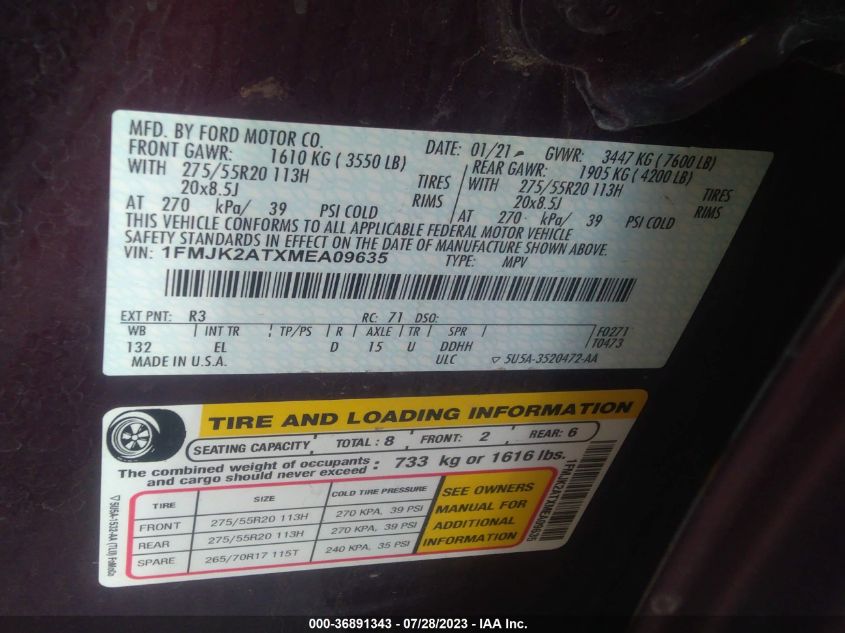 MFD. BY FORD MOTOR CO.
DATE: 01/21
GVWR: 3447 KG ( 7600 LB)
FRONT GAWR: 1610 KG ( 3550 LB)
REAR GAWR: 1905 KG ( 4200 LB)
WITH 275/55R20 113H TIRES
WITH 275/55R20 113H TIRES
20x8.5J RIMS
20x8.5J RIMS
AT 270 kPa/ 39 PSI COLD
AT 270 kPa/ 39 PSI COLD
THIS VEHICLE CONFORMS TO ALL APPLICABLE FEDERAL MOTOR VEHICLE
SAFETY STANDARDS IN EFFECT ON THE DATE OF MANUFACTURE SHOWN ABOVE.
VIN: 1FMJK2ATXMEA09635
TYPE: MPV
EXT PNT: R3 RC: 71 DSO:
WB INT TR TP/PS R AXLE TR SPR F0271
132 EL D 15 U DDHH T0473
MADE IN U.S.A. ULC ▽ 5U5A-3520472-AA
TIRE AND LOADING INFORMATION
SEATING CAPACITY TOTAL : 8 FRONT: 2 REAR: 6
The combined weight of occupants and cargo should never exceed : 733 kg or 1616 lbs.
TIRE SIZE COLD TIRE PRESSURE
FRONT 275/55R20 113H 270 KPA, 39 PSI
REAR 275/55R20 113H 270 KPA, 39 PSI
SPARE 265/70R17 115T 240 KPA, 35 PSI
SEE OWNERS
MANUAL FOR
ADDITIONAL
INFORMATION
1FMJK2ATXMEA09635
▽ 5U5A-1532-AA (TLU)
000-36891343 - 07/28/2023 - IAA Inc.